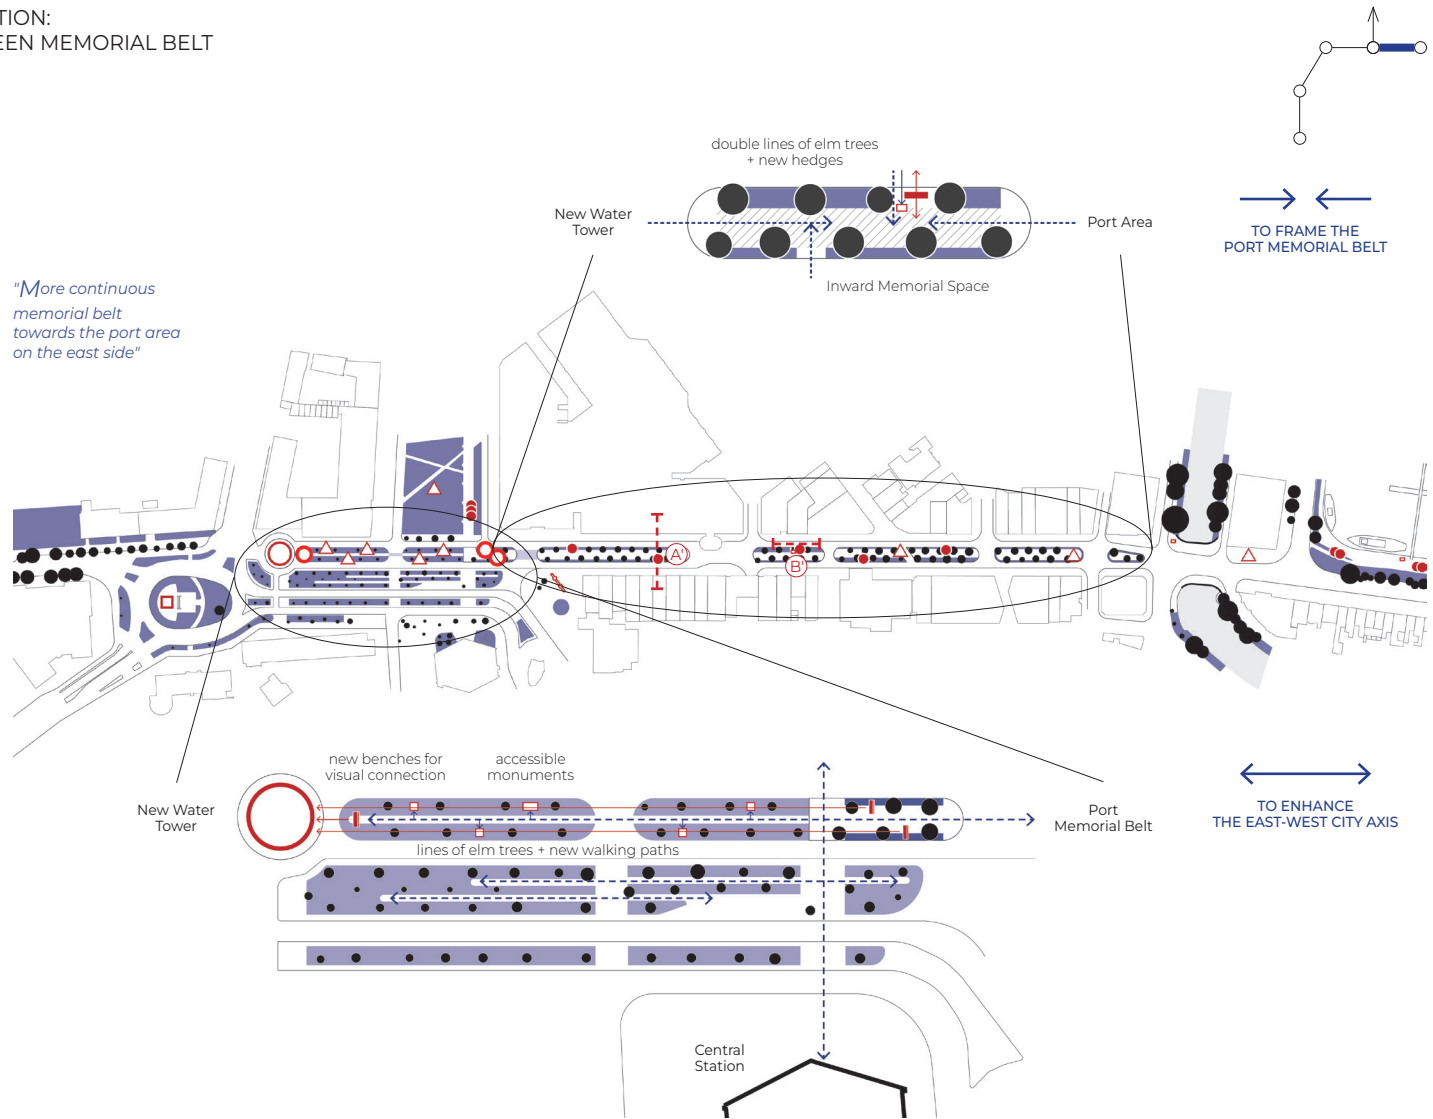 TION:
EEN MEMORIAL BELT
double lines of elm trees
+ new hedges
New Water
Tower
Port Area
Inward Memorial Space
TO FRAME THE
PORT MEMORIAL BELT
"More continuous
memorial belt
towards the port area
on the east side"
A'
B'
new benches for
visual connection
accessible
monuments
New Water
Tower
Port
Memorial Belt
lines of elm trees + new walking paths
TO ENHANCE
THE EAST-WEST CITY AXIS
Central
Station